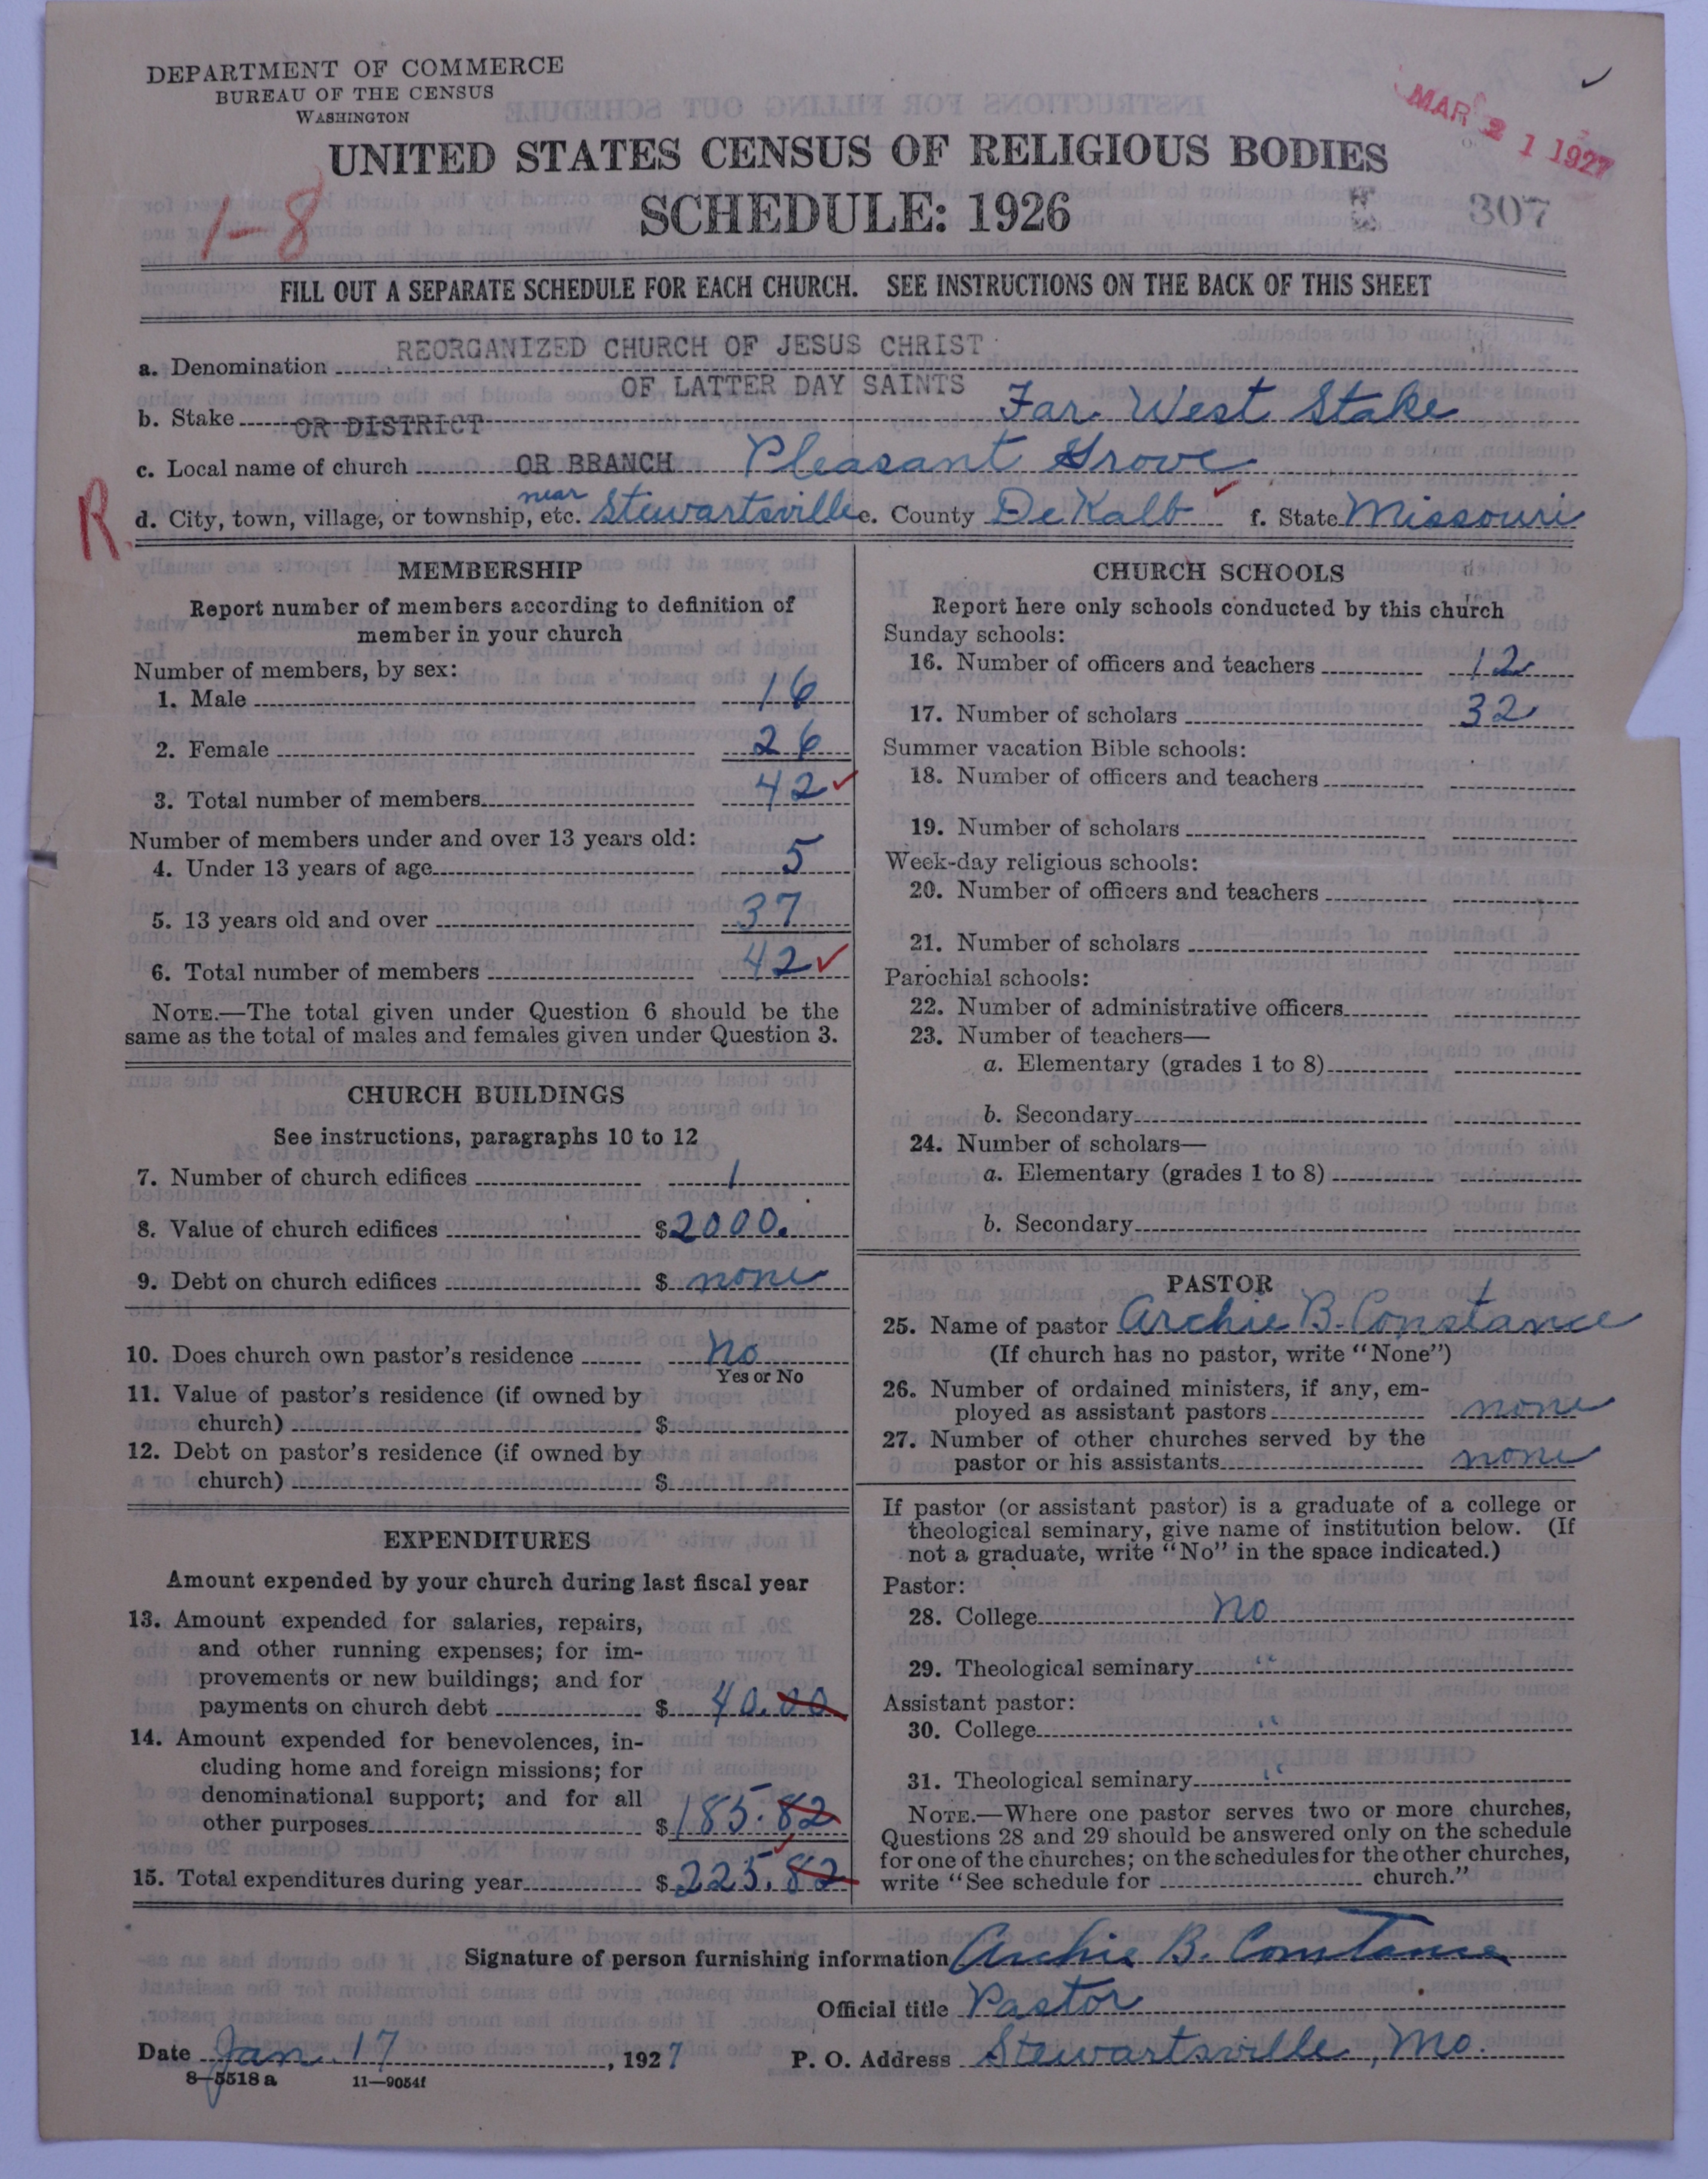 DEPARTMENT OF COMMERCE
BUREAU OF THE CENSUS
WASHINGTON
MAR 21 1927
UNITED STATES CENSUS OF RELIGIOUS BODIES
SCHEDULE: 1926
1-8
307
FILL OUT A SEPARATE SCHEDULE FOR EACH CHURCH. SEE INSTRUCTIONS ON THE BACK OF THIS SHEET
a. Denomination REORGANIZED CHURCH OF JESUS CHRIST
OF LATTER DAY SAINTS
b. Stake OR DISTRICT Far West Stake
c. Local name of church OR BRANCH Pleasant Grove
R
d. City, town, village, or township, etc. near Stewartsville e. County De Kalb f. State Missouri
MEMBERSHIP
Report number of members according to definition of
member in your church
Number of members, by sex:
1. Male 16
2. Female 26
3. Total number of members 42
Number of members under and over 13 years old:
4. Under 13 years of age 5
5. 13 years old and over 37
6. Total number of members 42
NOTE.—The total given under Question 6 should be the
same as the total of males and females given under Question 3.
CHURCH BUILDINGS
See instructions, paragraphs 10 to 12
7. Number of church edifices 1
8. Value of church edifices $2000.
9. Debt on church edifices $ none
10. Does church own pastor's residence no
Yes or No
11. Value of pastor's residence (if owned by
church) $
12. Debt on pastor's residence (if owned by
church) $
EXPENDITURES
Amount expended by your church during last fiscal year
13. Amount expended for salaries, repairs,
and other running expenses; for im-
provements or new buildings; and for
payments on church debt $ 40.00
14. Amount expended for benevolences, in-
cluding home and foreign missions; for
denominational support; and for all
other purposes $185.82
15. Total expenditures during year $225.82
CHURCH SCHOOLS
Report here only schools conducted by this church
Sunday schools:
16. Number of officers and teachers 12
17. Number of scholars 32
Summer vacation Bible schools:
18. Number of officers and teachers
19. Number of scholars
Week-day religious schools:
20. Number of officers and teachers
21. Number of scholars
Parochial schools:
22. Number of administrative officers
23. Number of teachers—
a. Elementary (grades 1 to 8)
b. Secondary
24. Number of scholars—
a. Elementary (grades 1 to 8)
b. Secondary
PASTOR
25. Name of pastor Archie B. Constance
(If church has no pastor, write "None")
26. Number of ordained ministers, if any, em-
ployed as assistant pastors none
27. Number of other churches served by the
pastor or his assistants none
If pastor (or assistant pastor) is a graduate of a college or
theological seminary, give name of institution below. (If
not a graduate, write "No" in the space indicated.)
Pastor:
28. College no
29. Theological seminary "
Assistant pastor:
30. College "
31. Theological seminary "
NOTE.—Where one pastor serves two or more churches,
Questions 28 and 29 should be answered only on the schedule
for one of the churches; on the schedules for the other churches,
write "See schedule for church."
Signature of person furnishing information Archie B. Constance
Official title Pastor
Date Jan. 17, 1927 P. O. Address Stewartsville, Mo.
8-5518 a 11-9054f